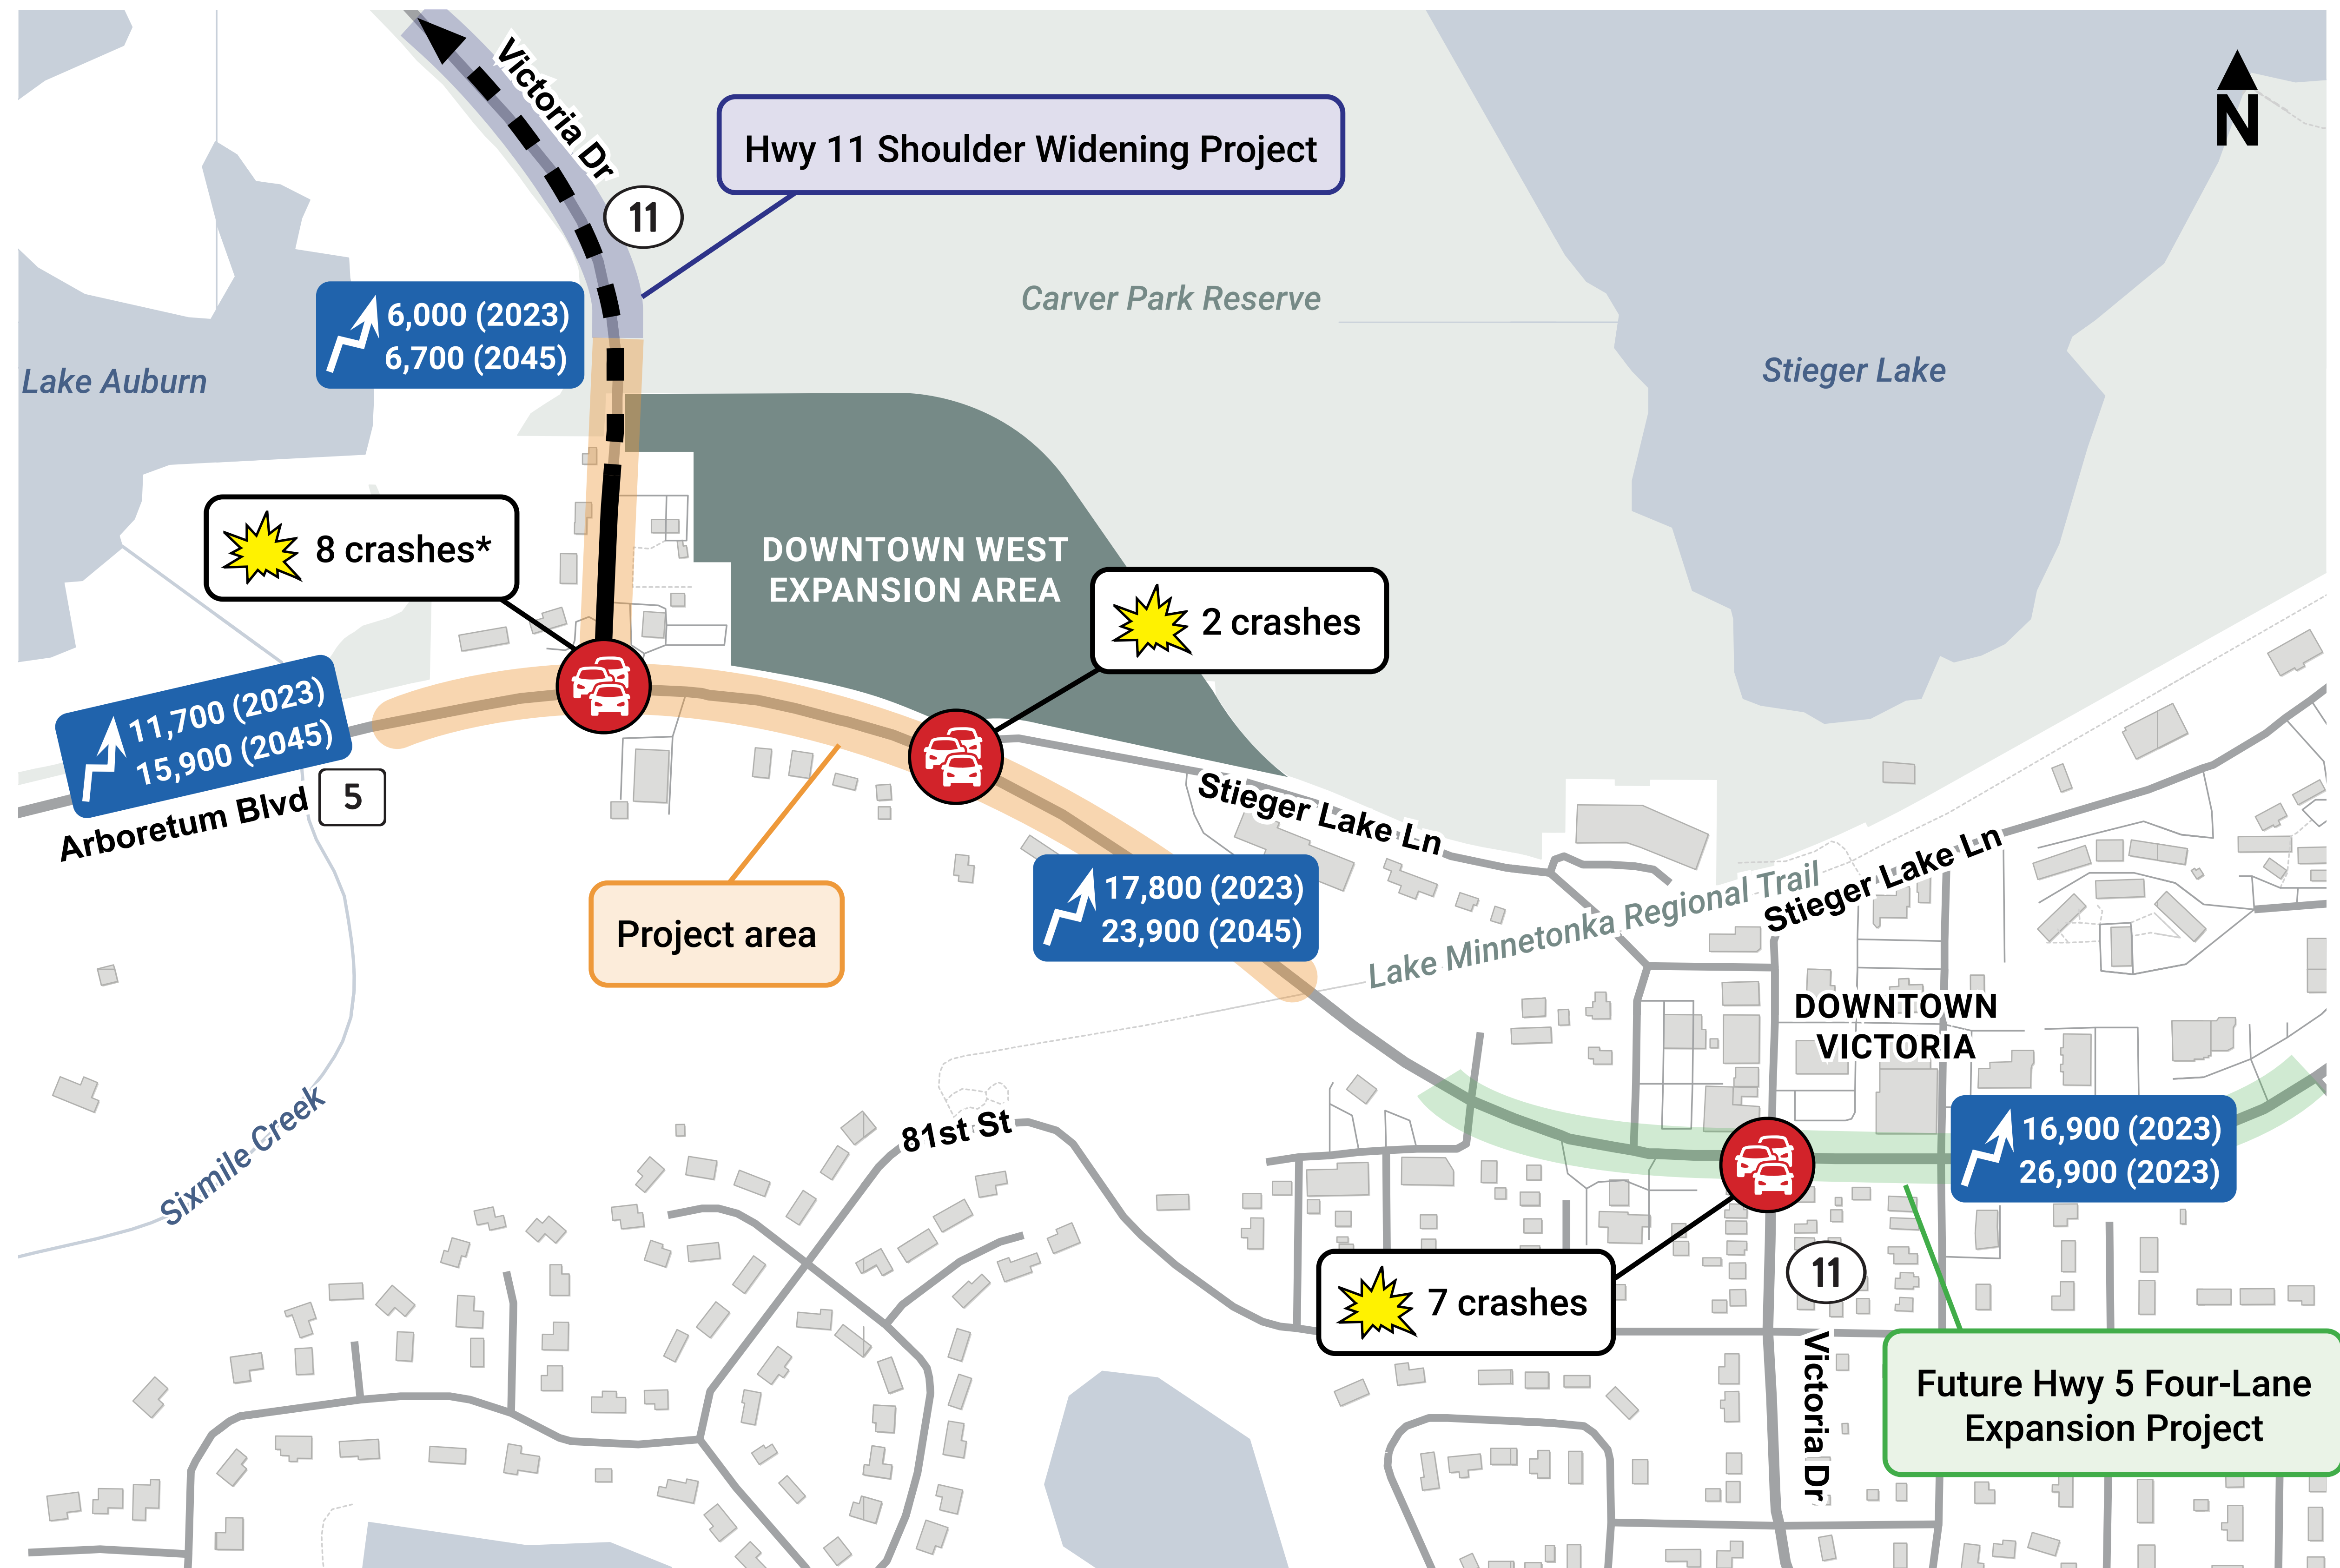 Victoria Dr
N
Hwy 11 Shoulder Widening Project
11
Carver Park Reserve
6,000 (2023)
6,700 (2045)
Lake Auburn
Stieger Lake
8 crashes*
DOWNTOWN WEST
EXPANSION AREA
2 crashes
11,700 (2023)
15,900 (2045)
Arboretum Blvd
5
Stieger Lake Ln
Project area
17,800 (2023)
23,900 (2045)
Lake Minnetonka Regional Trail
Stieger Lake Ln
DOWNTOWN
VICTORIA
Sixmile Creek
81st St
16,900 (2023)
26,900 (2023)
7 crashes
11
Victoria Dr
Future Hwy 5 Four-Lane
Expansion Project